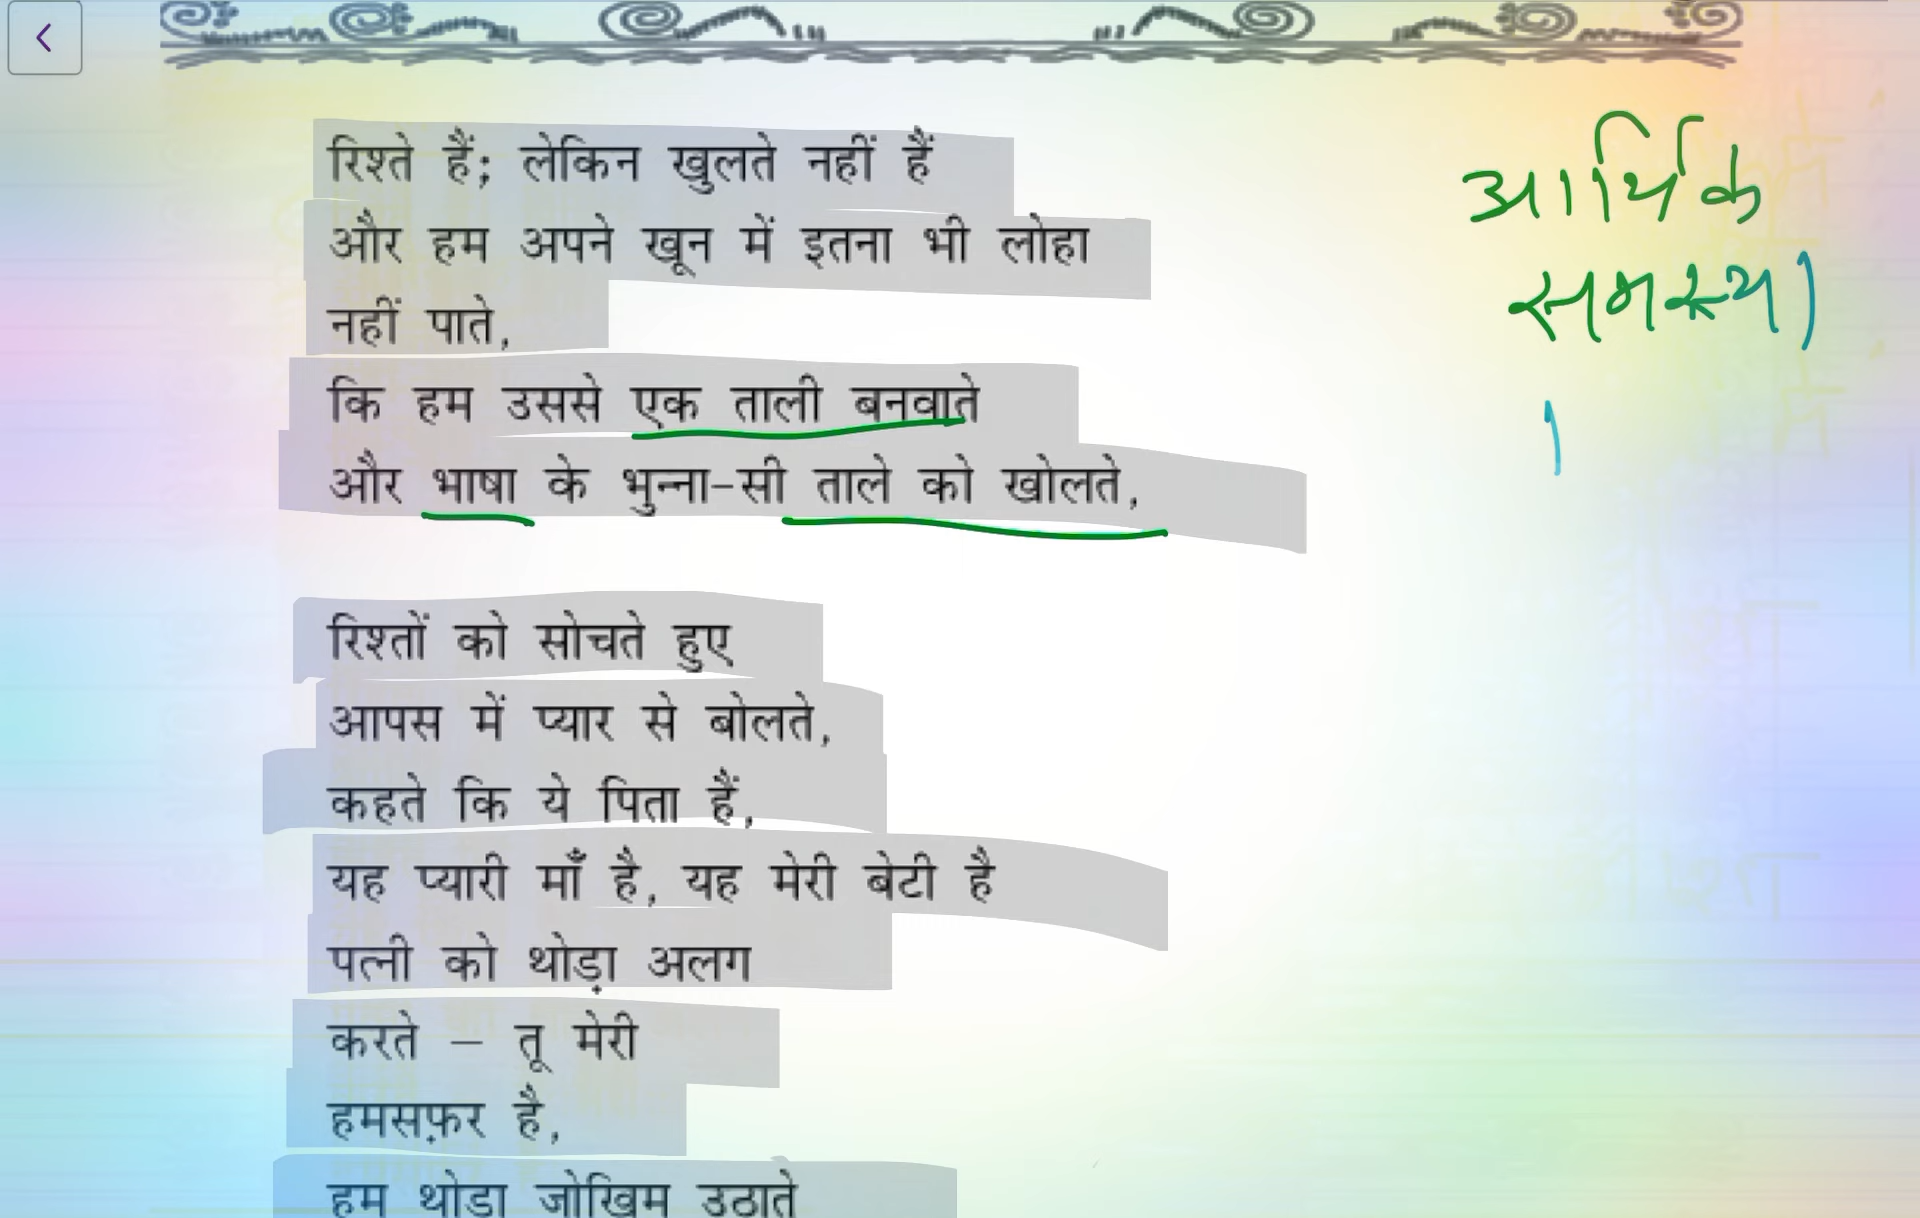 रिश्ते हैं; लेकिन खुलते नहीं हैं
और हम अपने खून में इतना भी लोहा
नहीं पाते,
कि हम उससे एक ताली बनवाते
और भाषा के भुन्ना-सी ताले को खोलते,
रिश्तों को सोचते हुए
आपस में प्यार से बोलते,
कहते कि ये पिता हैं,
यह प्यारी माँ है, यह मेरी बेटी है
पत्नी को थोड़ा अलग
करते – तू मेरी
हमसफ़र है,
हम थोडा जोखिम उठाते
आर्थिक
समस्या